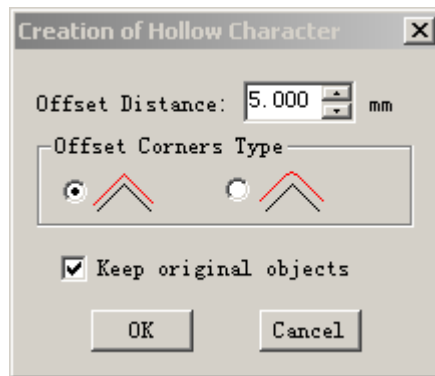 Creation of Hollow Character
Offset Distance: 5.000 mm
Offset Corners Type
Keep original objects
OK Cancel